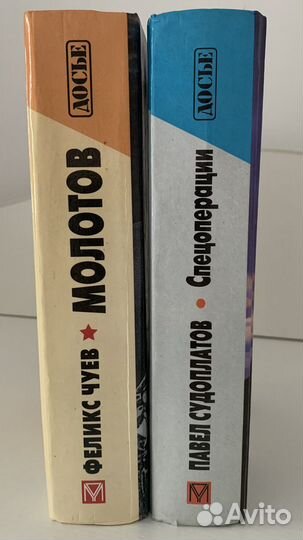 ФЕЛИКС ЧУЕВ ★ МОЛОТОВ
ДОСЬЕ
ПАВЕЛ СУДОПЛАТОВ • Спецоперации
ДОСЬЕ
Avito